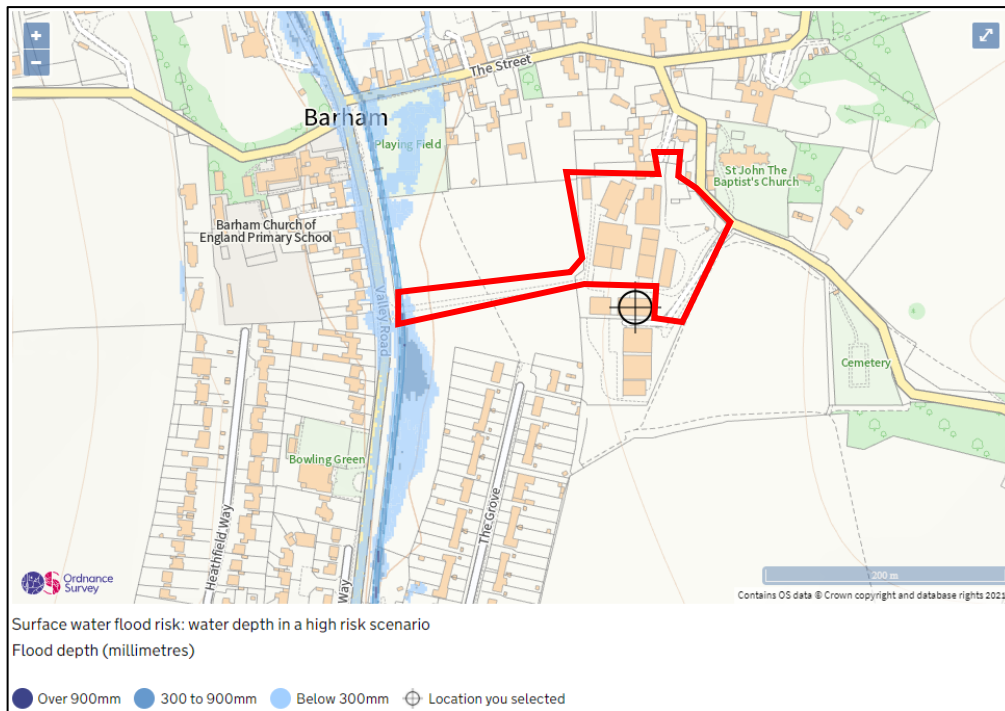 +
−
The Street
Barham
Playing Field
St John The
Baptist's Church
Barham Church of
England Primary School
Valley Road
Cemetery
Bowling Green
The Grove
Heathfield Way
Way
Ordnance
Survey
200 m
Contains OS data © Crown copyright and database rights 2021
Surface water flood risk: water depth in a high risk scenario
Flood depth (millimetres)
Over 900mm 300 to 900mm Below 300mm Location you selected